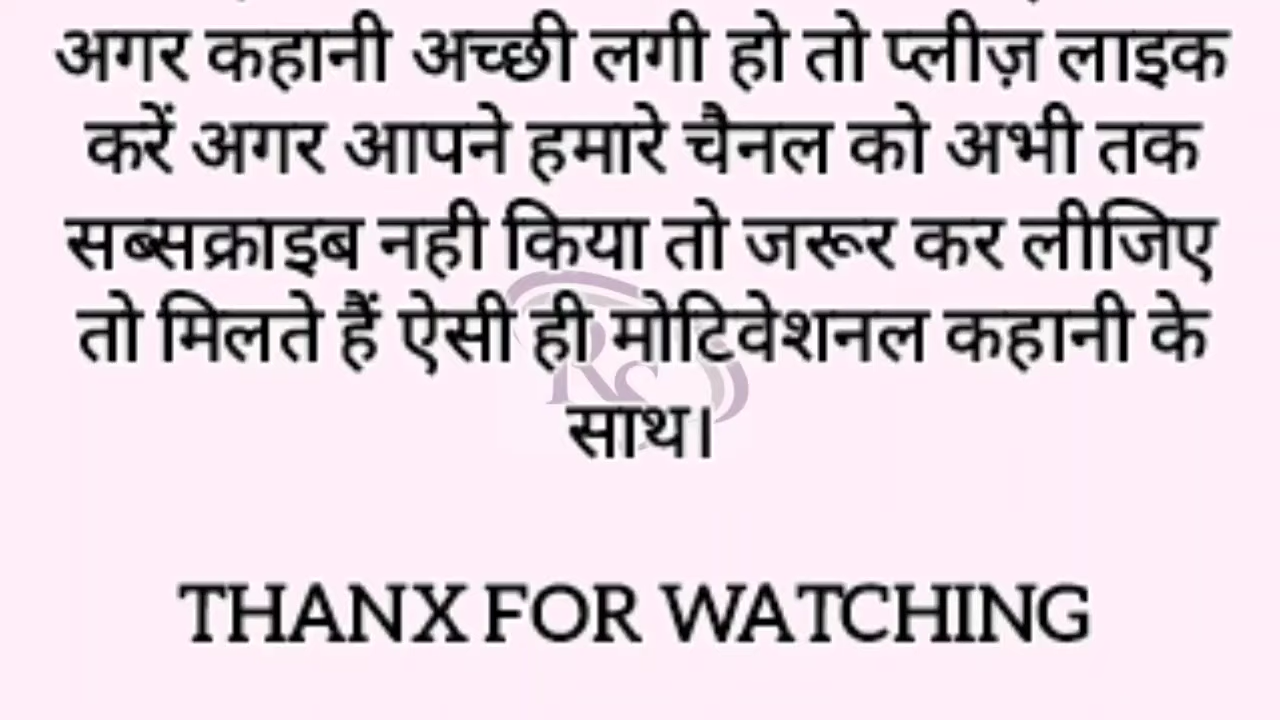 अगर कहानी अच्छी लगी हो तो प्लीज़ लाइक
करें अगर आपने हमारे चैनल को अभी तक
सब्सक्राइब नही किया तो जरूर कर लीजिए
तो मिलते हैं ऐसी ही मोटिवेशनल कहानी के
साथ।
THANX FOR WATCHING